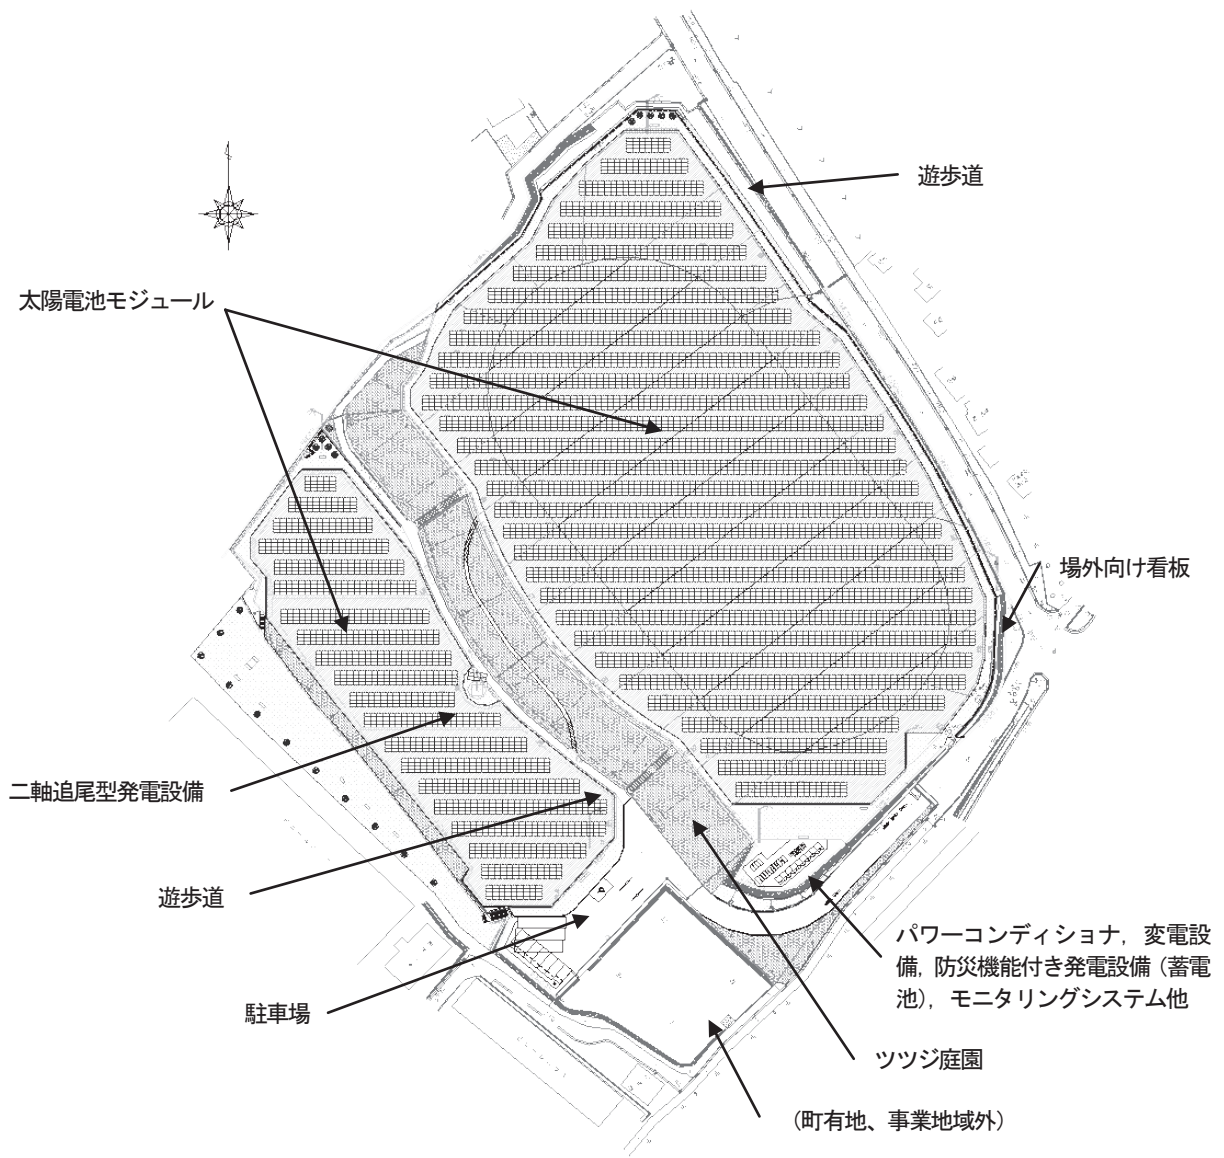 遊歩道
太陽電池モジュール
場外向け看板
二軸追尾型発電設備
遊歩道
パワーコンディショナ，変電設
備，防災機能付き発電設備（蓄電
池），モニタリングシステム他
駐車場
ツツジ庭園
（町有地、事業地域外）